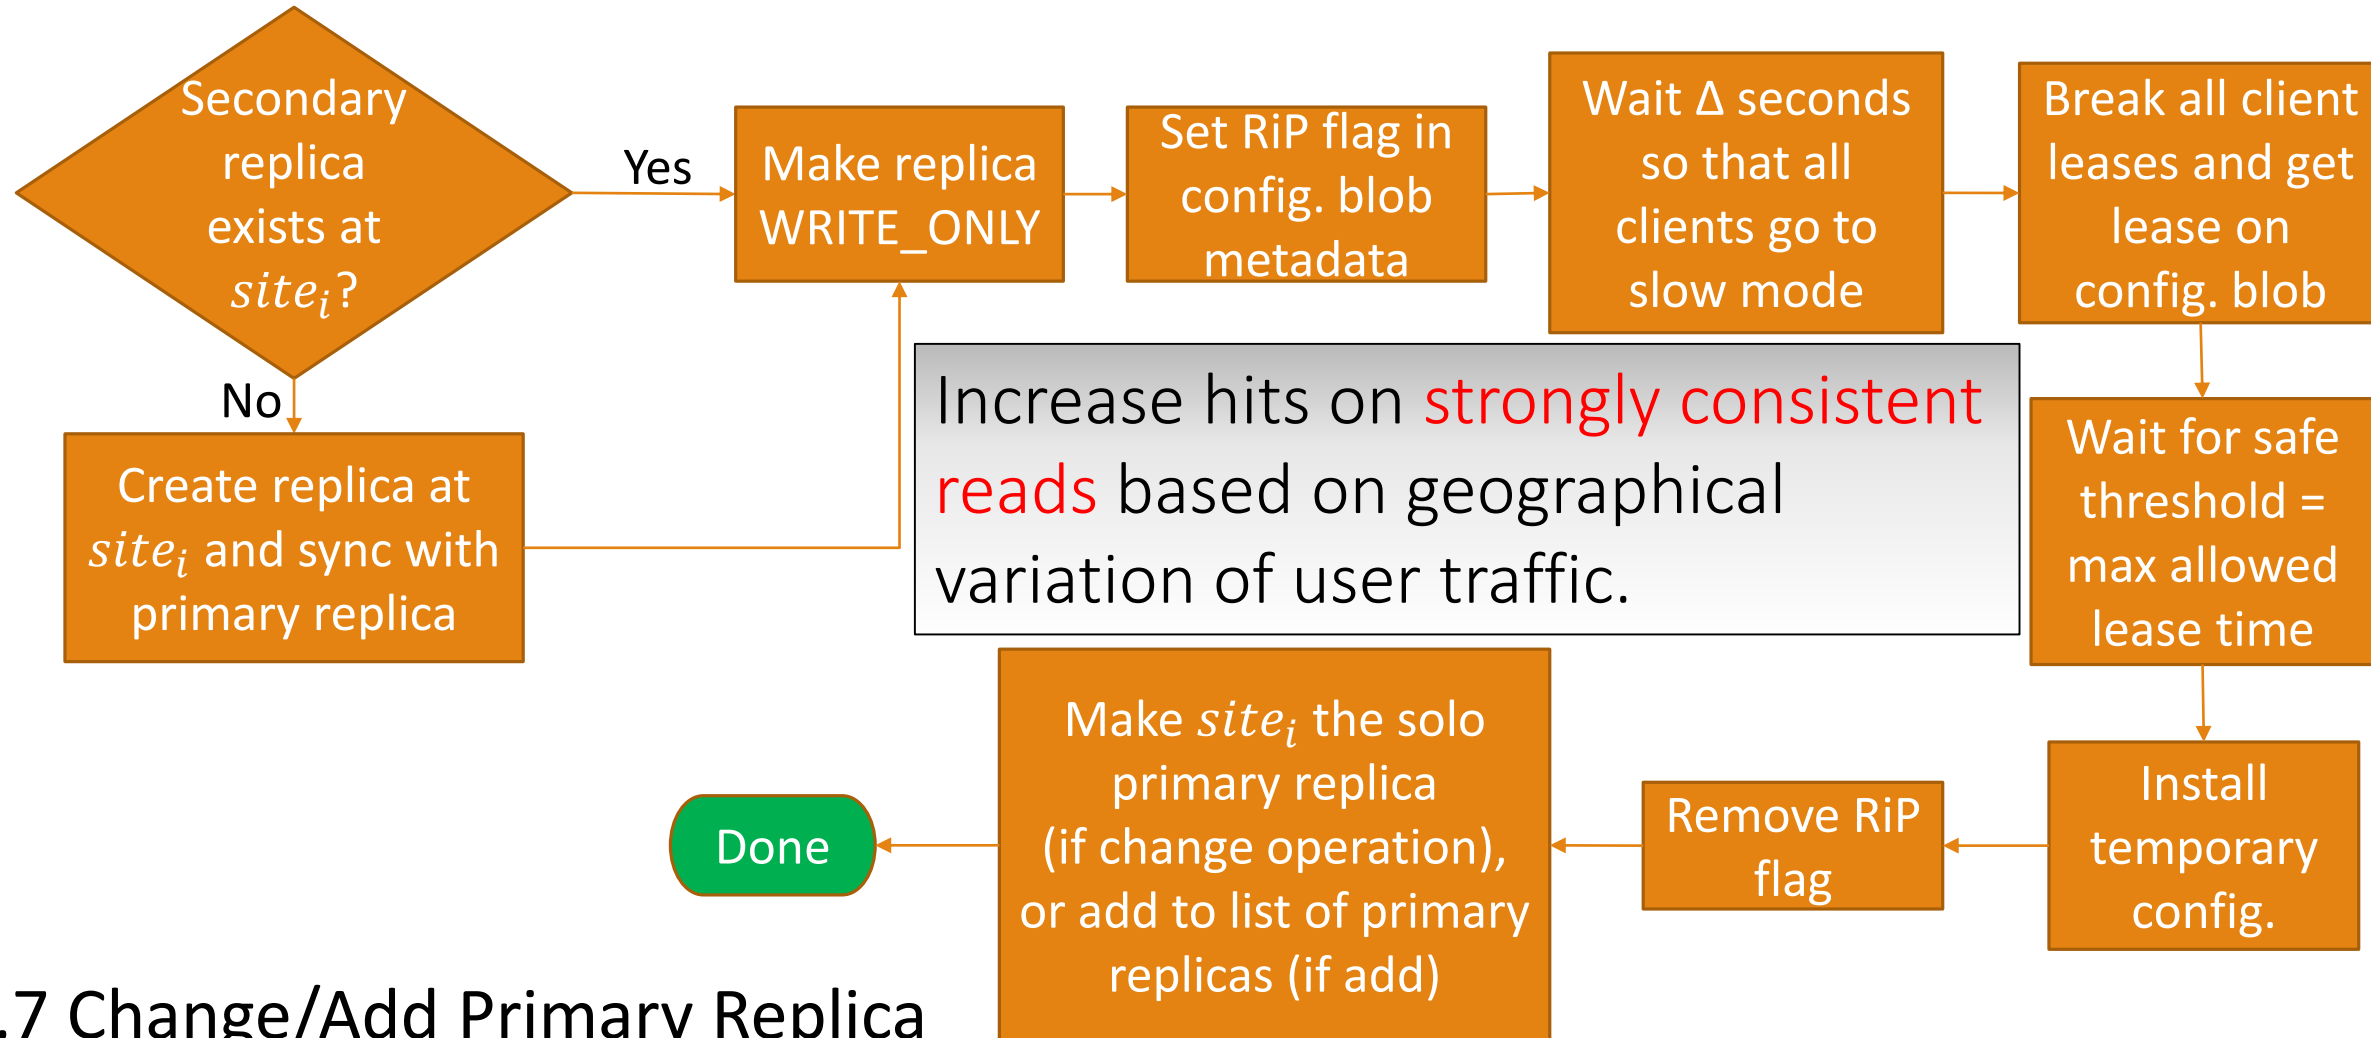 Secondary
replica
exists at
site_i?
Yes
No
Create replica at
site_i and sync with
primary replica
Make replica
WRITE_ONLY
Set RiP flag in
config. blob
metadata
Wait Δ seconds
so that all
clients go to
slow mode
Break all client
leases and get
lease on
config. blob
Wait for safe
threshold =
max allowed
lease time
Install
temporary
config.
Remove RiP
flag
Make site_i the solo
primary replica
(if change operation),
or add to list of primary
replicas (if add)
Done
Increase hits on strongly consistent
reads based on geographical
variation of user traffic.
.7 Change/Add Primary Replica